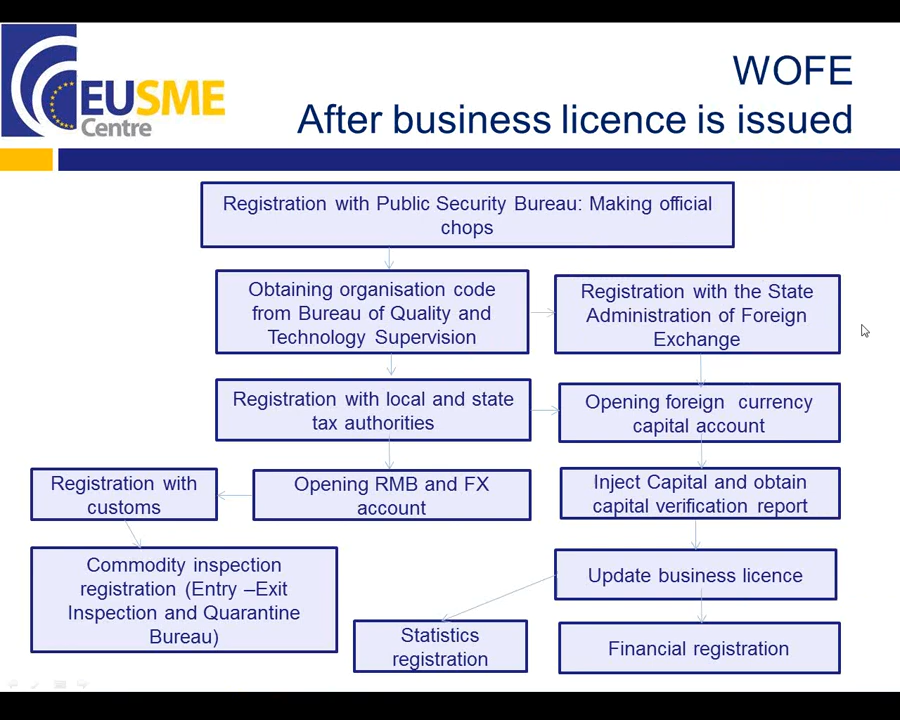 EUSME
Centre
WOFE
After business licence is issued
Registration with Public Security Bureau: Making official
chops
Obtaining organisation code
from Bureau of Quality and
Technology Supervision
Registration with the State
Administration of Foreign
Exchange
Registration with local and state
tax authorities
Opening foreign currency
capital account
Registration with
customs
Opening RMB and FX
account
Inject Capital and obtain
capital verification report
Commodity inspection
registration (Entry –Exit
Inspection and Quarantine
Bureau)
Update business licence
Statistics
registration
Financial registration